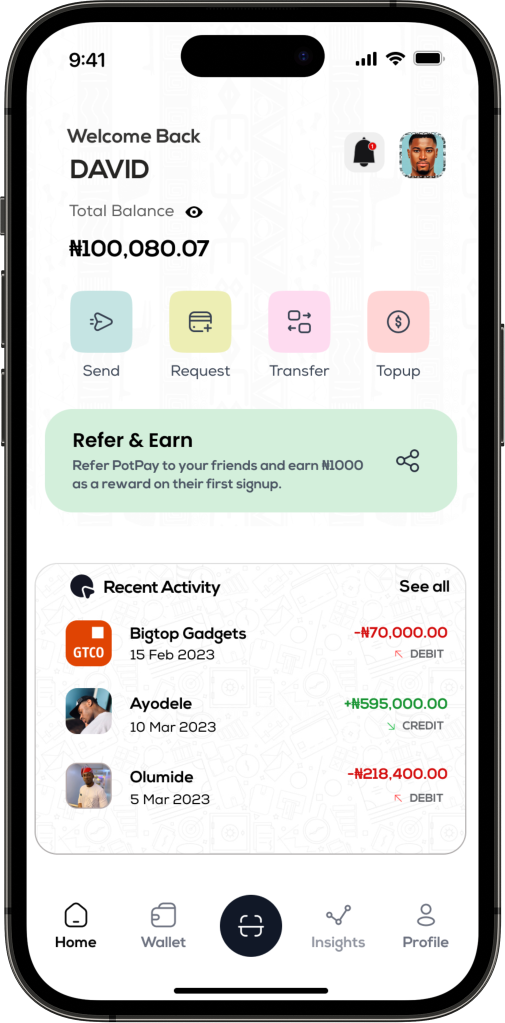 9:41
Welcome Back
DAVID
1
Total Balance
₦100,080.07
Send Request Transfer Topup
Refer & Earn
Refer PotPay to your friends and earn ₦1000
as a reward on their first signup.
Recent Activity See all
GTCO
Bigtop Gadgets -₦70,000.00
15 Feb 2023 DEBIT
Ayodele +₦595,000.00
10 Mar 2023 CREDIT
Olumide -₦218,400.00
5 Mar 2023 DEBIT
Home Wallet Insights Profile